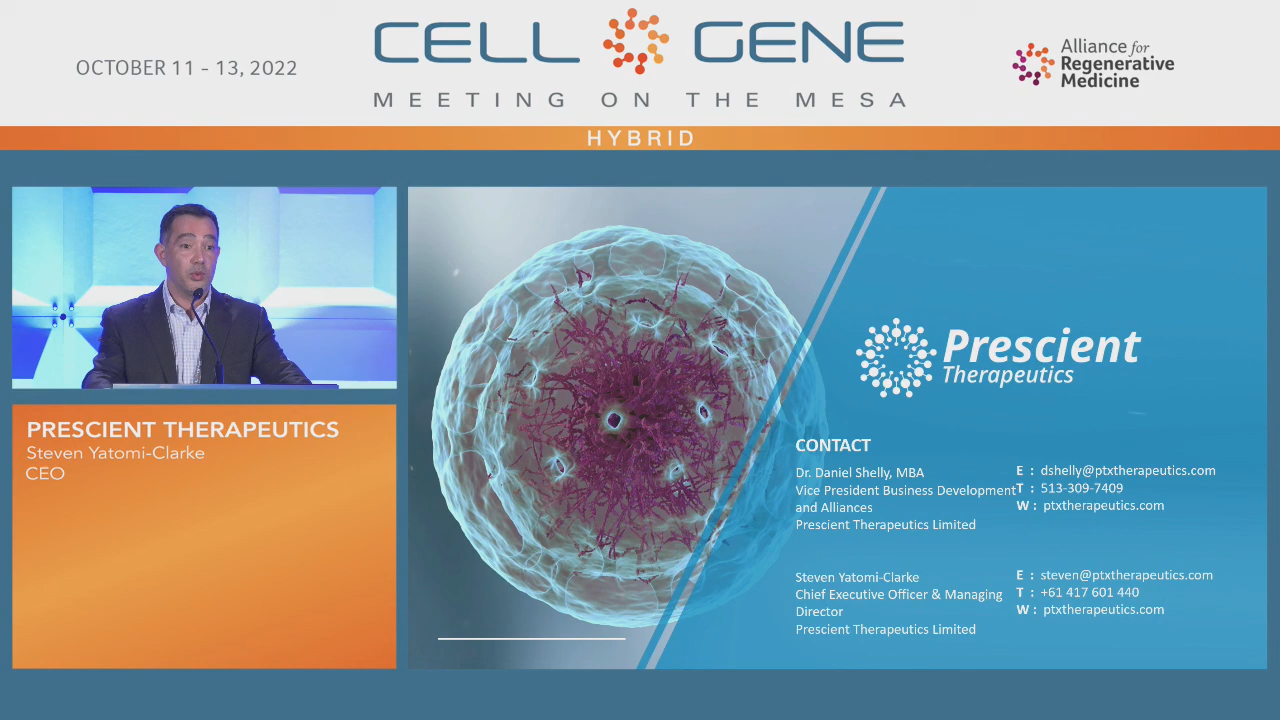 OCTOBER 11 - 13, 2022
CELL GENE
MEETING ON THE MESA
Alliance for
Regenerative
Medicine
HYBRID
PRESCIENT THERAPEUTICS
Steven Yatomi-Clarke
CEO
Prescient
Therapeutics
CONTACT
Dr. Daniel Shelly, MBA
Vice President Business Development
and Alliances
Prescient Therapeutics Limited
E : dshelly@ptxtherapeutics.com
T : 513-309-7409
W : ptxtherapeutics.com
Steven Yatomi-Clarke
Chief Executive Officer & Managing
Director
Prescient Therapeutics Limited
E : steven@ptxtherapeutics.com
T : +61 417 601 440
W : ptxtherapeutics.com